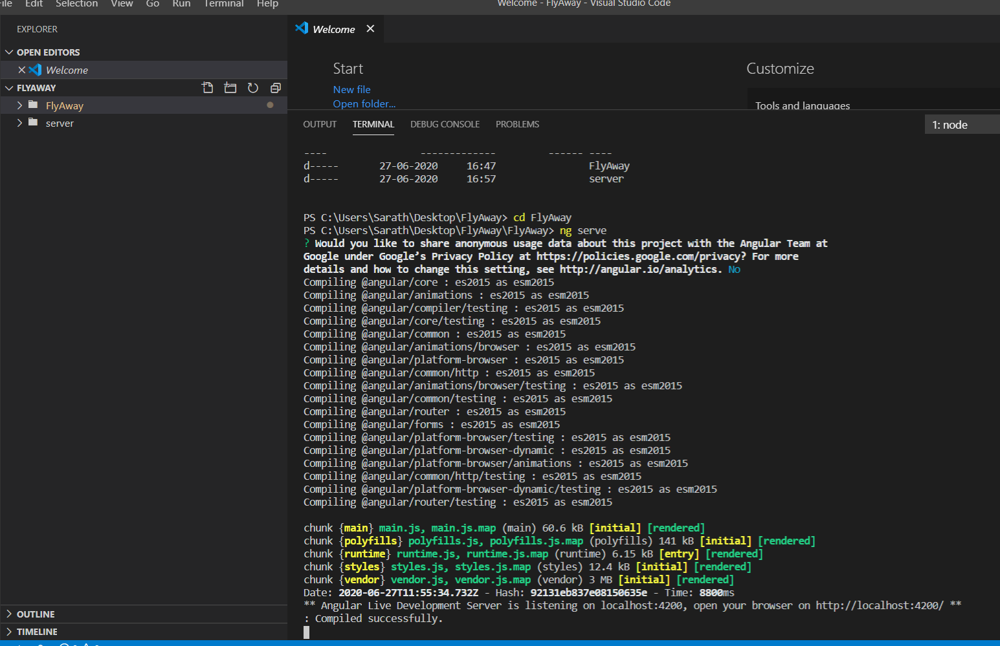 Edit Selection View Go Run Terminal Help
Welcome - FlyAway - Visual Studio Code
EXPLORER
OPEN EDITORS
Welcome
FLYAWAY
FlyAway
server
OUTLINE
TIMELINE
Welcome
Start
New file
Open folder...
Customize
Tools and languages
OUTPUT TERMINAL DEBUG CONSOLE PROBLEMS
1: node
---- ------------- ------ ----
d----- 27-06-2020 16:47 FlyAway
d----- 27-06-2020 16:57 server
PS C:\Users\Sarath\Desktop\FlyAway> cd FlyAway
PS C:\Users\Sarath\Desktop\FlyAway\FlyAway> ng serve
? Would you like to share anonymous usage data about this project with the Angular Team at
Google under Google’s Privacy Policy at https://policies.google.com/privacy? For more
details and how to change this setting, see http://angular.io/analytics. No
Compiling @angular/core : es2015 as esm2015
Compiling @angular/animations : es2015 as esm2015
Compiling @angular/compiler/testing : es2015 as esm2015
Compiling @angular/core/testing : es2015 as esm2015
Compiling @angular/common : es2015 as esm2015
Compiling @angular/animations/browser : es2015 as esm2015
Compiling @angular/platform-browser : es2015 as esm2015
Compiling @angular/common/http : es2015 as esm2015
Compiling @angular/animations/browser/testing : es2015 as esm2015
Compiling @angular/common/testing : es2015 as esm2015
Compiling @angular/router : es2015 as esm2015
Compiling @angular/forms : es2015 as esm2015
Compiling @angular/platform-browser/testing : es2015 as esm2015
Compiling @angular/platform-browser-dynamic : es2015 as esm2015
Compiling @angular/platform-browser/animations : es2015 as esm2015
Compiling @angular/common/http/testing : es2015 as esm2015
Compiling @angular/platform-browser-dynamic/testing : es2015 as esm2015
Compiling @angular/router/testing : es2015 as esm2015
chunk {main} main.js, main.js.map (main) 60.6 kB [initial] [rendered]
chunk {polyfills} polyfills.js, polyfills.js.map (polyfills) 141 kB [initial] [rendered]
chunk {runtime} runtime.js, runtime.js.map (runtime) 6.15 kB [entry] [rendered]
chunk {styles} styles.js, styles.js.map (styles) 12.4 kB [initial] [rendered]
chunk {vendor} vendor.js, vendor.js.map (vendor) 3 MB [initial] [rendered]
Date: 2020-06-27T11:55:34.732Z - Hash: 92131eb837e08150635e - Time: 8800ms
** Angular Live Development Server is listening on localhost:4200, open your browser on http://localhost:4200/ **
: Compiled successfully.